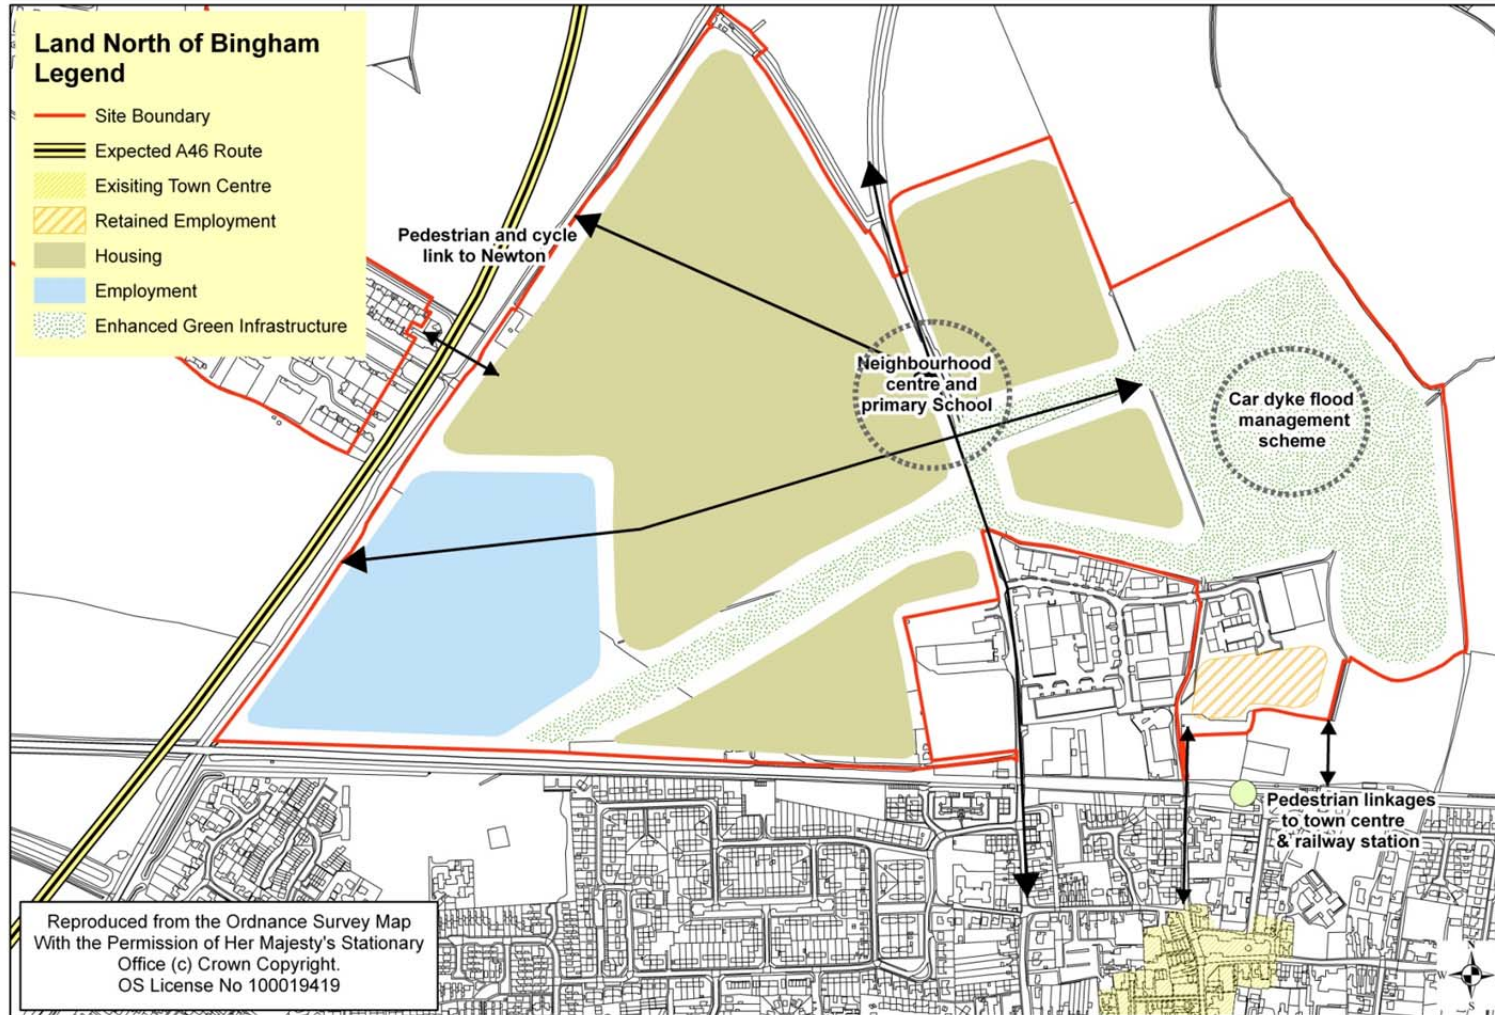 Land North of Bingham
Legend
Site Boundary
Expected A46 Route
Exisiting Town Centre
Retained Employment
Housing
Employment
Enhanced Green Infrastructure
Pedestrian and cycle
link to Newton
Neighbourhood
centre and
primary School
Car dyke flood
management
scheme
Pedestrian linkages
to town centre
& railway station
Reproduced from the Ordnance Survey Map
With the Permission of Her Majesty's Stationary
Office (c) Crown Copyright.
OS License No 100019419
N
W
E
S